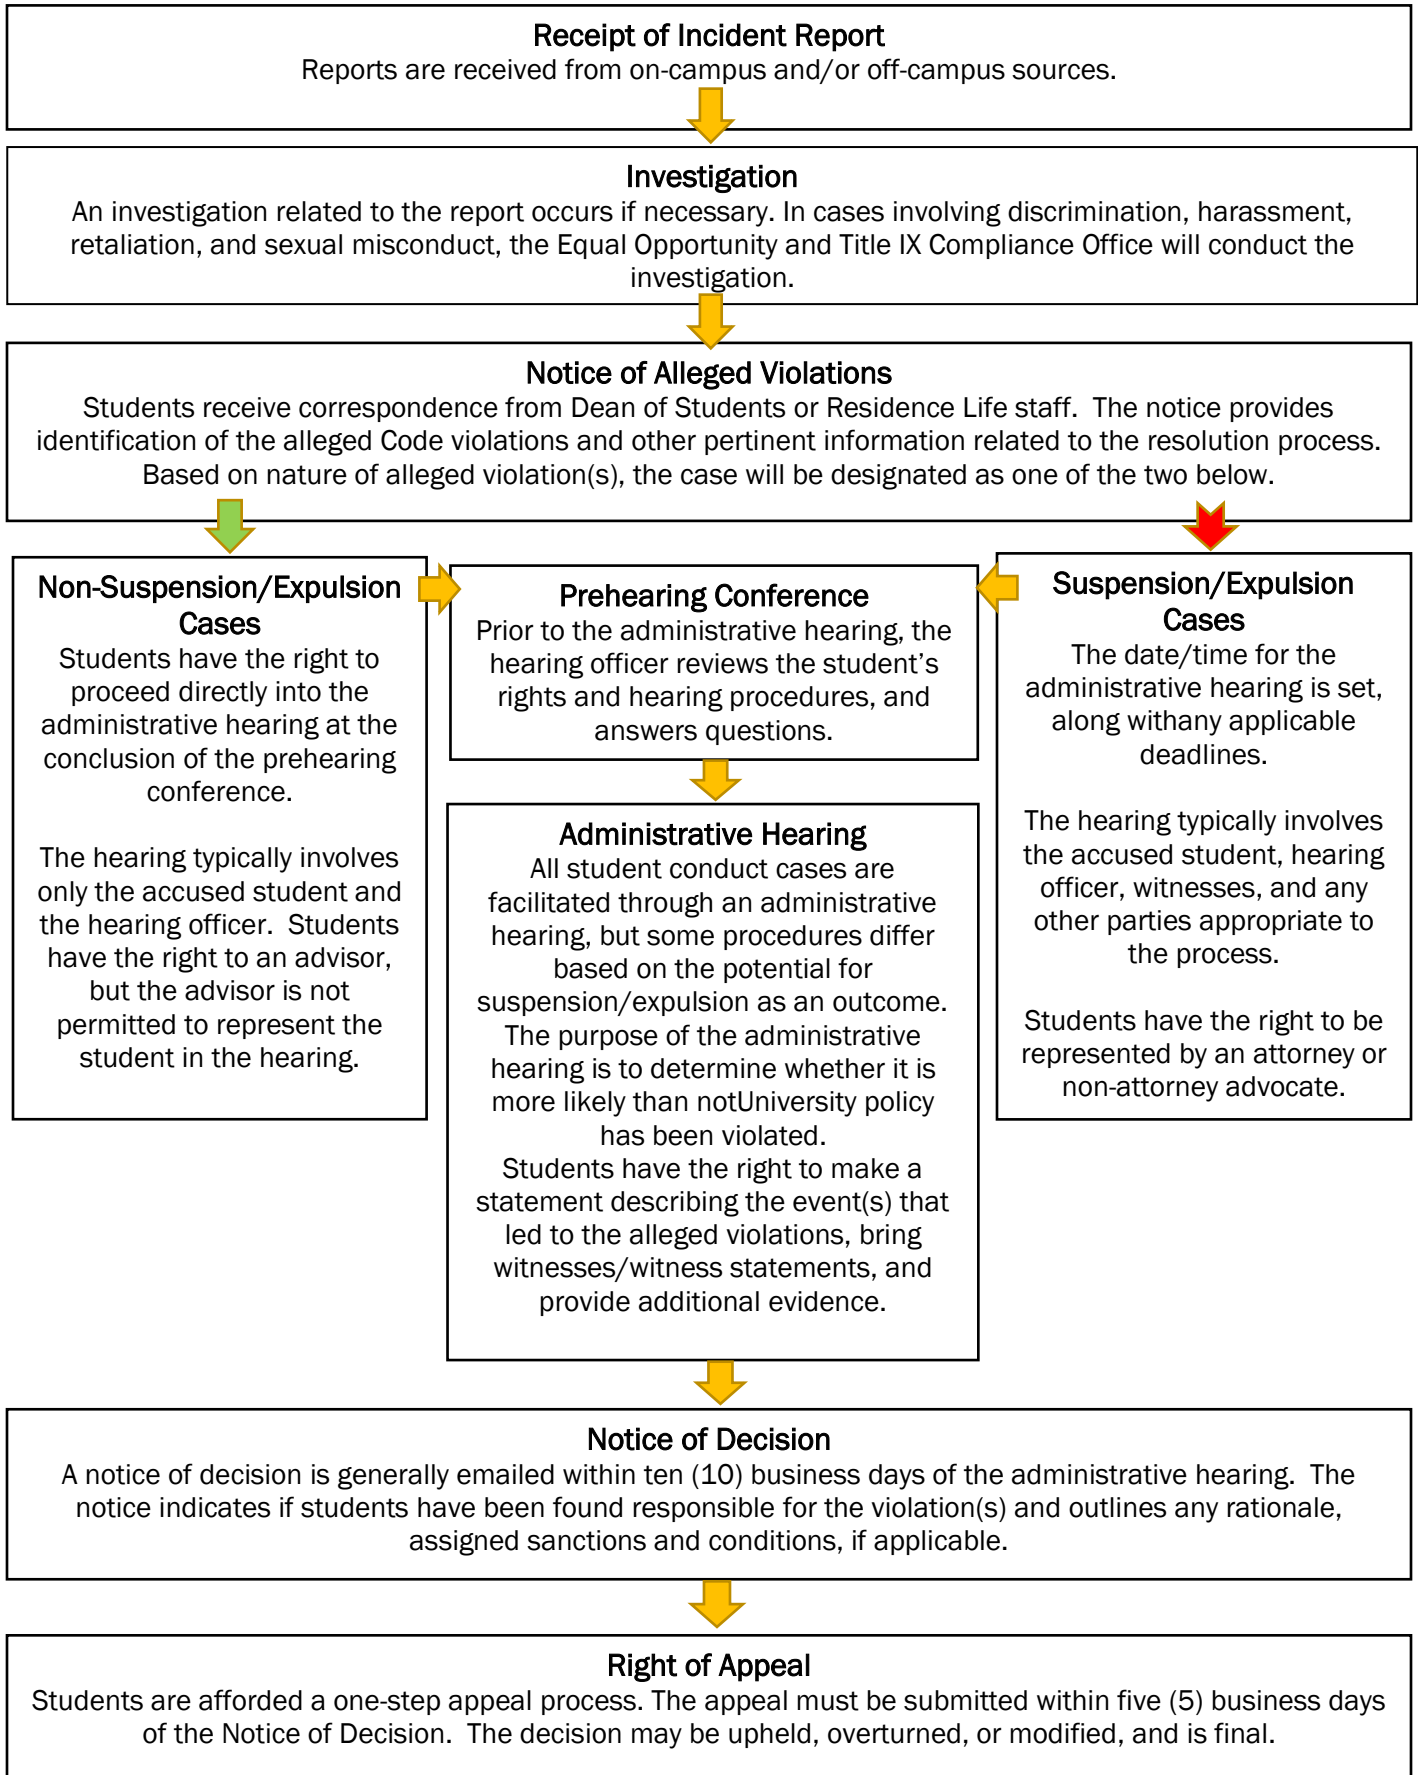 Receipt of Incident Report
Reports are received from on-campus and/or off-campus sources.
Investigation
An investigation related to the report occurs if necessary. In cases involving discrimination, harassment,
retaliation, and sexual misconduct, the Equal Opportunity and Title IX Compliance Office will conduct the
investigation.
Notice of Alleged Violations
Students receive correspondence from Dean of Students or Residence Life staff.  The notice provides
identification of the alleged Code violations and other pertinent information related to the resolution process.
Based on nature of alleged violation(s), the case will be designated as one of the two below.
Non-Suspension/Expulsion
Cases
Students have the right to
proceed directly into the
administrative hearing at the
conclusion of the prehearing
conference.
The hearing typically involves
only the accused student and
the hearing officer.  Students
have the right to an advisor,
but the advisor is not
permitted to represent the
student in the hearing.
Prehearing Conference
Prior to the administrative hearing, the
hearing officer reviews the student's
rights and hearing procedures, and
answers questions.
Administrative Hearing
All student conduct cases are
facilitated through an administrative
hearing, but some procedures differ
based on the potential for
suspension/expulsion as an outcome.
The purpose of the administrative
hearing is to determine whether it is
more likely than notUniversity policy
has been violated.
Students have the right to make a
statement describing the event(s) that
led to the alleged violations, bring
witnesses/witness statements, and
provide additional evidence.
Suspension/Expulsion
Cases
The date/time for the
administrative hearing is set,
along withany applicable
deadlines.
The hearing typically involves
the accused student, hearing
officer, witnesses, and any
other parties appropriate to
the process.
Students have the right to be
represented by an attorney or
non-attorney advocate.
Notice of Decision
A notice of decision is generally emailed within ten (10) business days of the administrative hearing.  The
notice indicates if students have been found responsible for the violation(s) and outlines any rationale,
assigned sanctions and conditions, if applicable.
Right of Appeal
Students are afforded a one-step appeal process. The appeal must be submitted within five (5) business days
of the Notice of Decision.  The decision may be upheld, overturned, or modified, and is final.